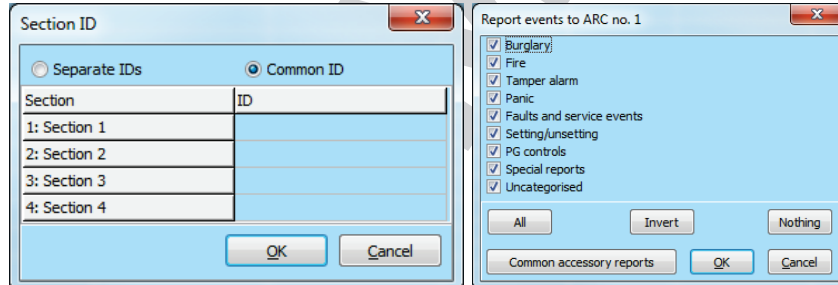 Section ID
Separate IDs Common ID
Section ID
1: Section 1
2: Section 2
3: Section 3
4: Section 4
OK Cancel
Report events to ARC no. 1
Burglary
Fire
Tamper alarm
Panic
Faults and service events
Setting/unsetting
PG controls
Special reports
Uncategorised
All Invert Nothing
Common accessory reports OK Cancel